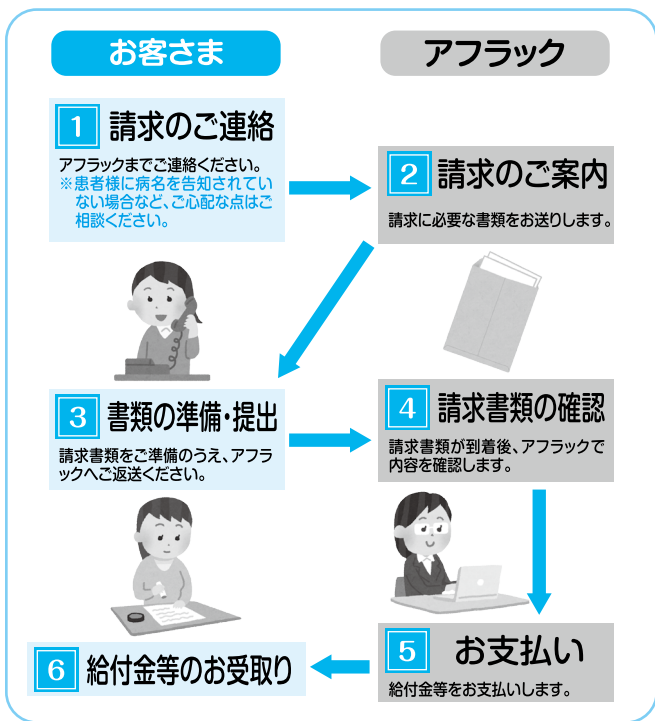 お客さま
アフラック
1 請求のご連絡
アフラックまでご連絡ください。
※患者様に病名を告知されてい
ない場合など、ご心配な点はご
相談ください。
2 請求のご案内
請求に必要な書類をお送りします。
3 書類の準備・提出
請求書類をご準備のうえ、アフラ
ックへご返送ください。
4 請求書類の確認
請求書類が到着後、アフラックで
内容を確認します。
5 お支払い
給付金等をお支払いします。
6 給付金等のお受取り